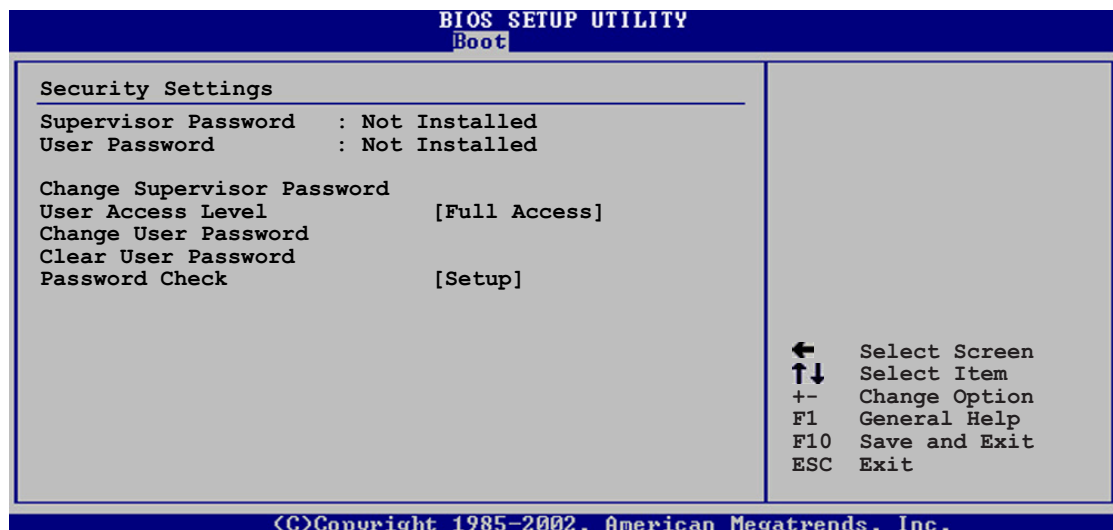 BIOS SETUP UTILITY
Boot
Security Settings
Supervisor Password : Not Installed
User Password : Not Installed
Change Supervisor Password
User Access Level [Full Access]
Change User Password
Clear User Password
Password Check [Setup]
← Select Screen
↑↓ Select Item
+- Change Option
F1 General Help
F10 Save and Exit
ESC Exit
(C)Copyright 1985-2002, American Megatrends, Inc.